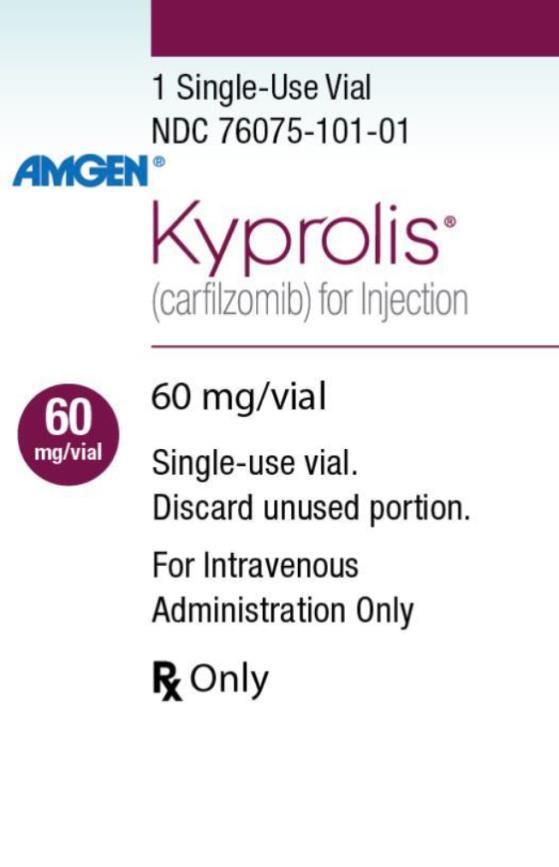 1 Single-Use Vial
NDC 76075-101-01
AMGEN®
Kyprolis®
(carfilzomib) for Injection
60 mg/vial
60
mg/vial
Single-use vial.
Discard unused portion.
For Intravenous
Administration Only
Rx Only